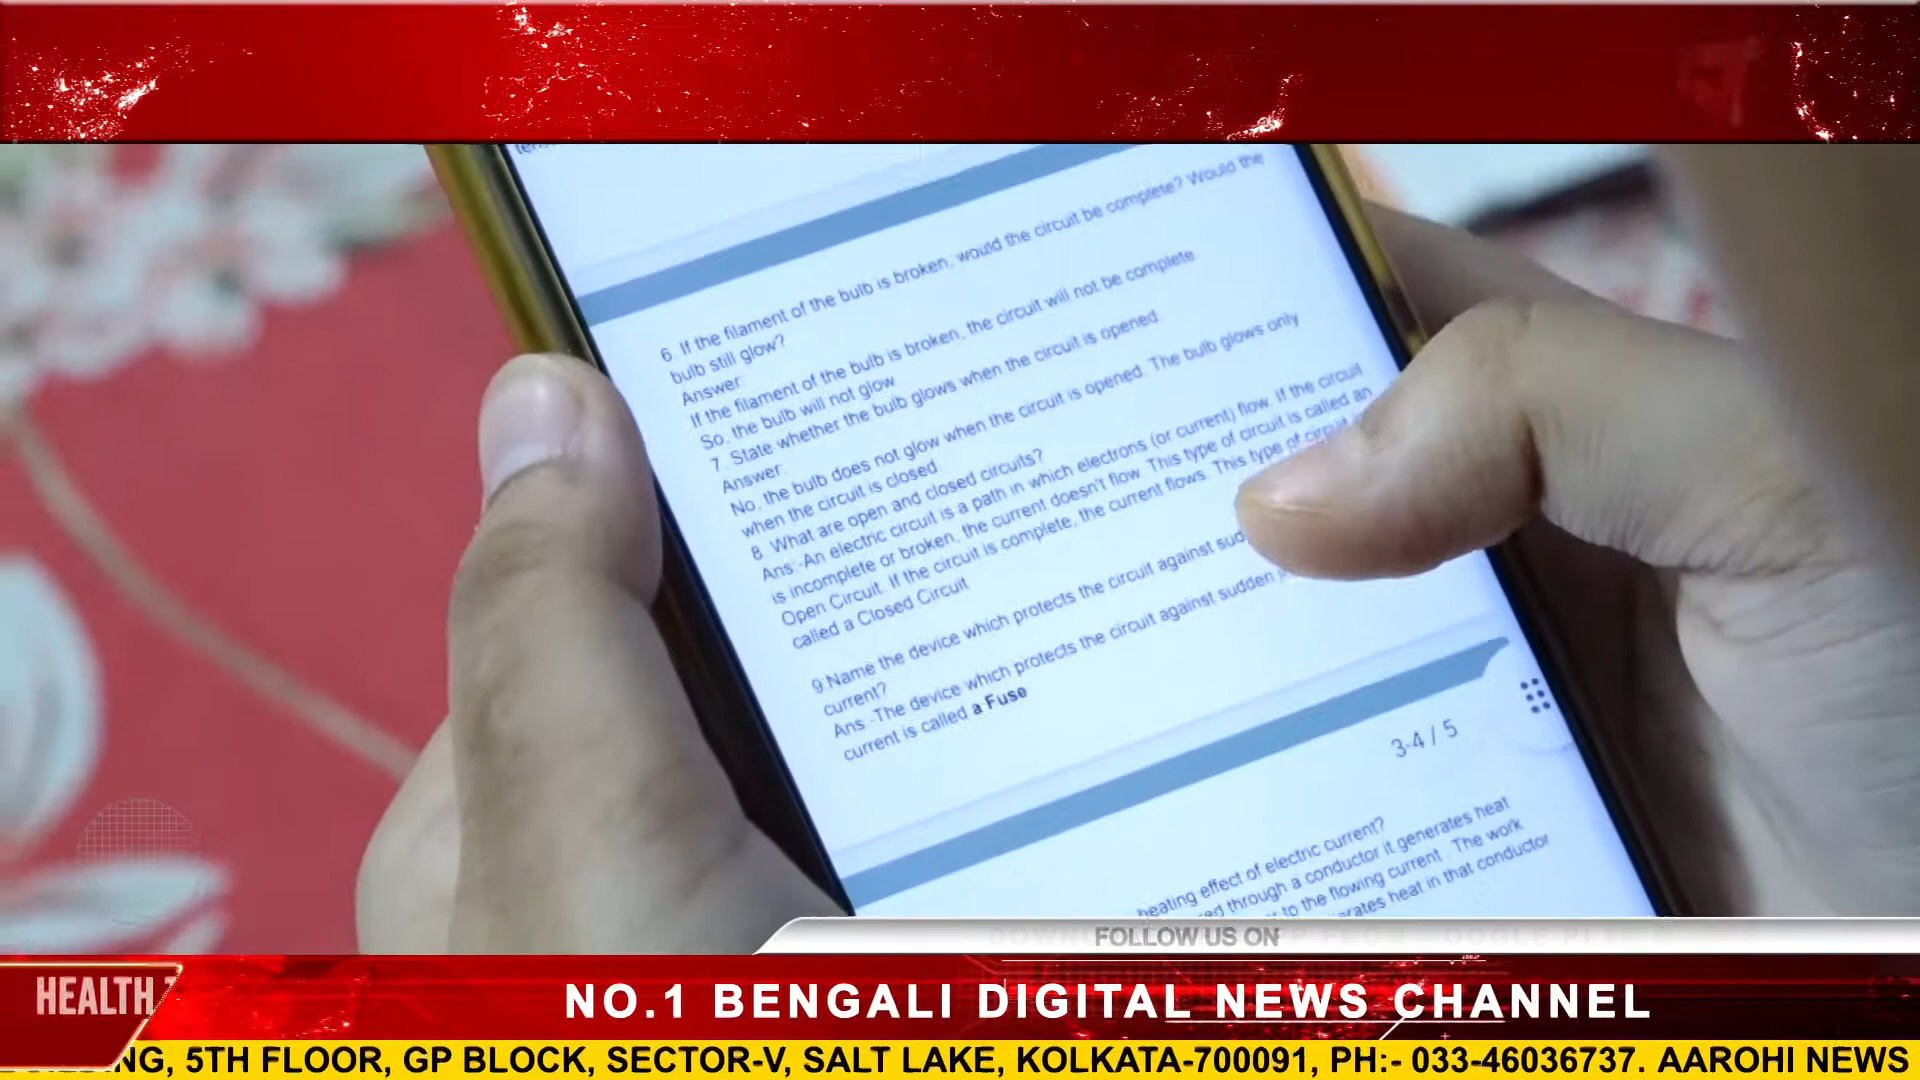 6. If the filament of the bulb is broken, would the circuit be complete? Would the
bulb still glow?
Answer:
If the filament of the bulb is broken, the circuit will not be complete.
So, the bulb will not glow.
7. State whether the bulb glows when the circuit is opened.
Answer:
No, the bulb does not glow when the circuit is opened. The bulb glows only
when the circuit is closed.
8. What are open and closed circuits?
Ans:-An electric circuit is a path in which electrons (or current) flow. If the circuit
is incomplete or broken, the current doesn't flow. This type of circuit is called an
Open Circuit. If the circuit is complete, the current flows. This type of circuit
called a Closed Circuit
9.Name the device which protects the circuit against
current?
Ans:-The device which protects the circuit against sudden
current is called a Fuse
3-4 / 5
heating effect of electric current?
through a conductor it generates heat
to the flowing current. The work
heat in that conductor
FOLLOW US ON
HEALTH
NO.1 BENGALI DIGITAL NEWS CHANNEL
5TH FLOOR, GP BLOCK, SECTOR-V, SALT LAKE, KOLKATA-700091, PH:- 033-46036737. AAROHI NEWS